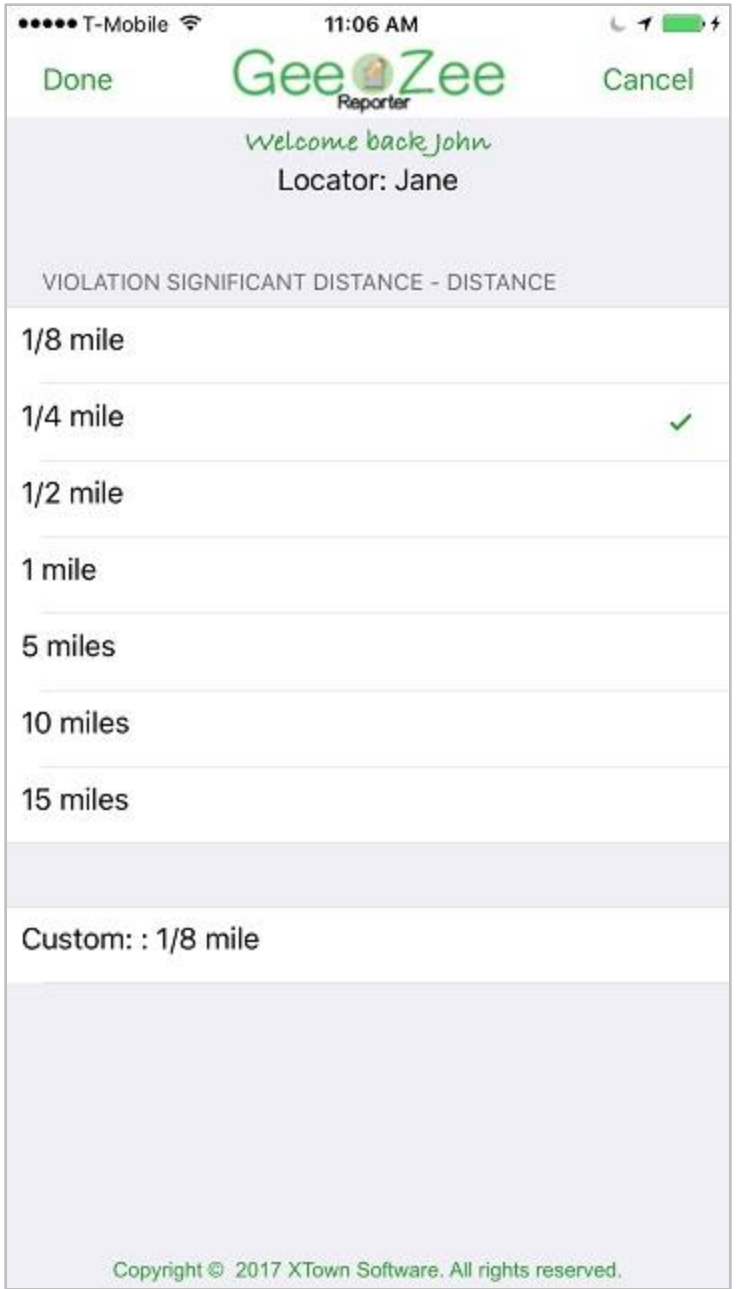 T-Mobile 11:06 AM
Done GeeZee Cancel
Reporter
Welcome back John
Locator: Jane
VIOLATION SIGNIFICANT DISTANCE - DISTANCE
1/8 mile
1/4 mile
1/2 mile
1 mile
5 miles
10 miles
15 miles
Custom: : 1/8 mile
Copyright © 2017 XTown Software. All rights reserved.